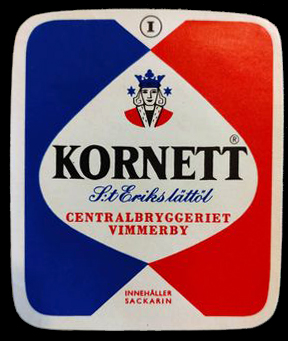 I
KORNETT®
S:t Eriks lättöl
CENTRALBRYGGERIET
VIMMERBY
INNEHÅLLER
SACKARIN